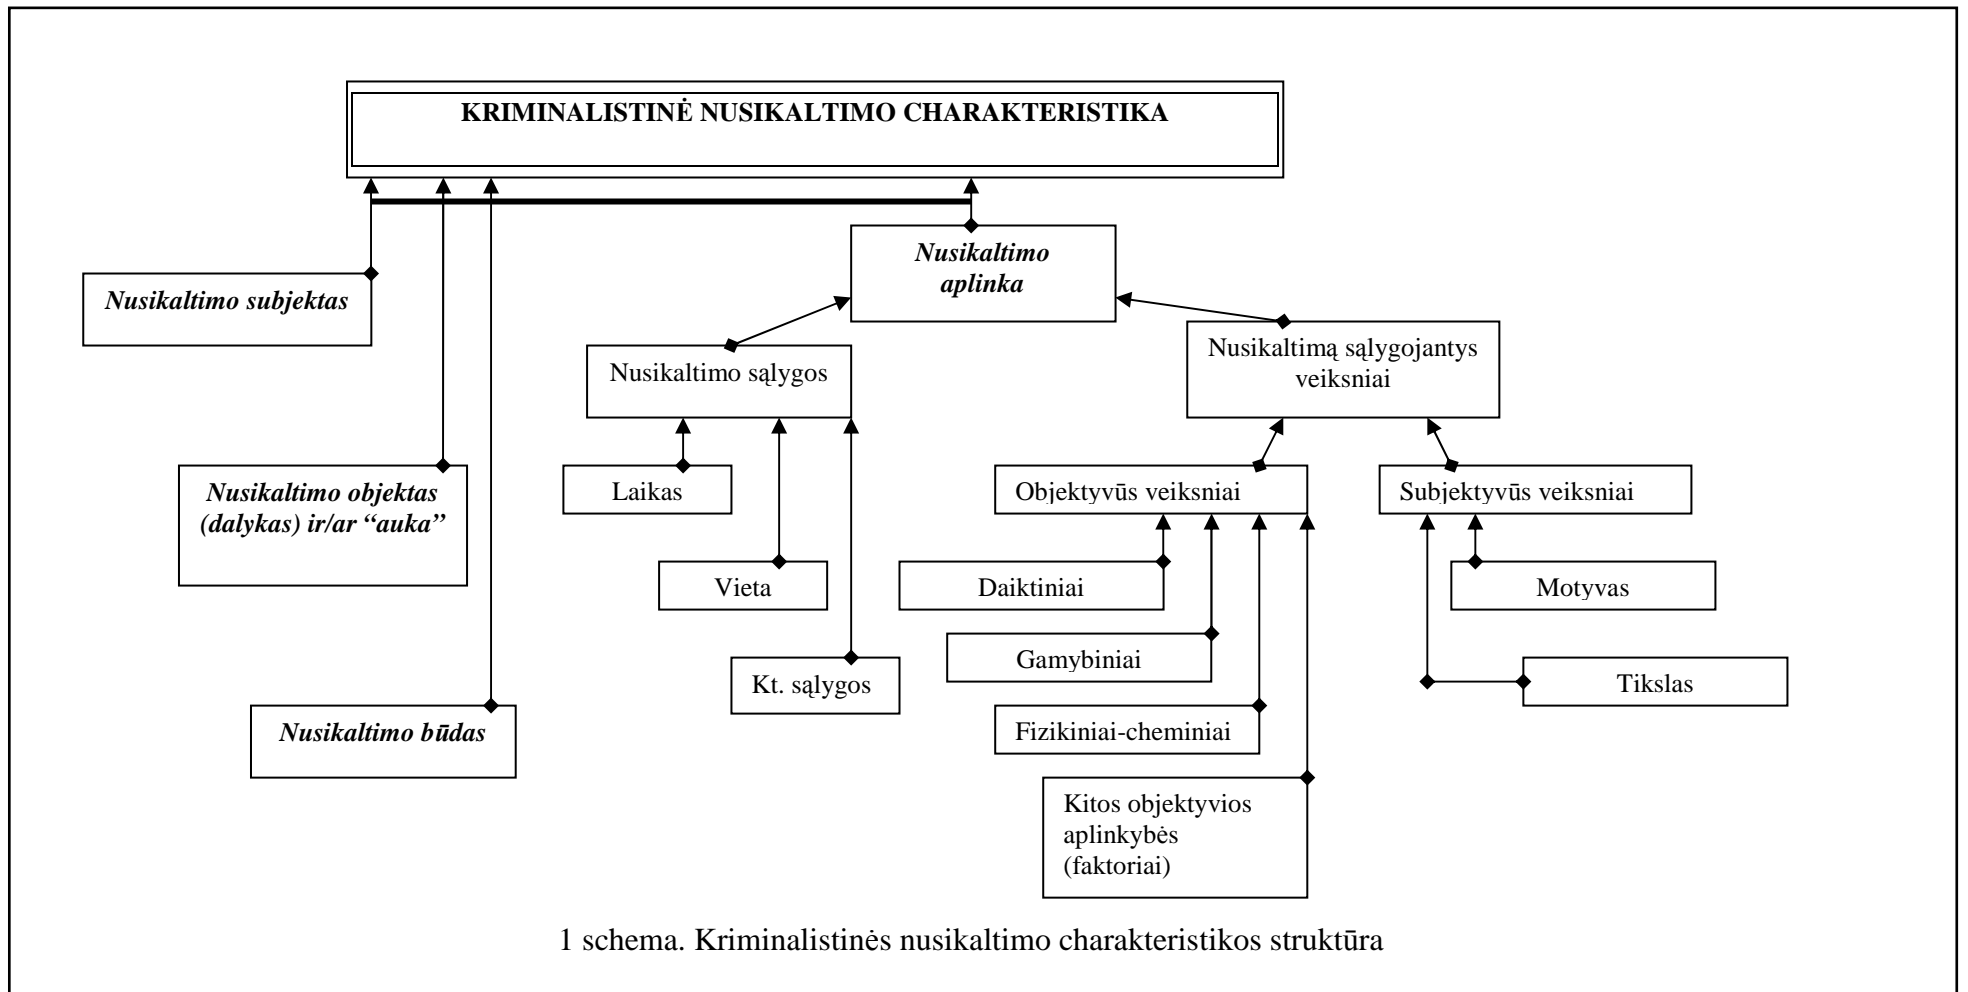 KRIMINALISTINĖ NUSIKALTIMO CHARAKTERISTIKA
Nusikaltimo
aplinka
Nusikaltimo subjektas
Nusikaltimo sąlygos
Nusikaltimą sąlygojantys
veiksniai
Nusikaltimo objektas
(dalykas) ir/ar “auka”
Laikas
Objektyvūs veiksniai
Subjektyvūs veiksniai
Vieta
Daiktiniai
Motyvas
Gamybiniai
Kt. sąlygos
Tikslas
Nusikaltimo būdas
Fizikiniai-cheminiai
Kitos objektyvios
aplinkybės
(faktoriai)
1 schema. Kriminalistinės nusikaltimo charakteristikos struktūra